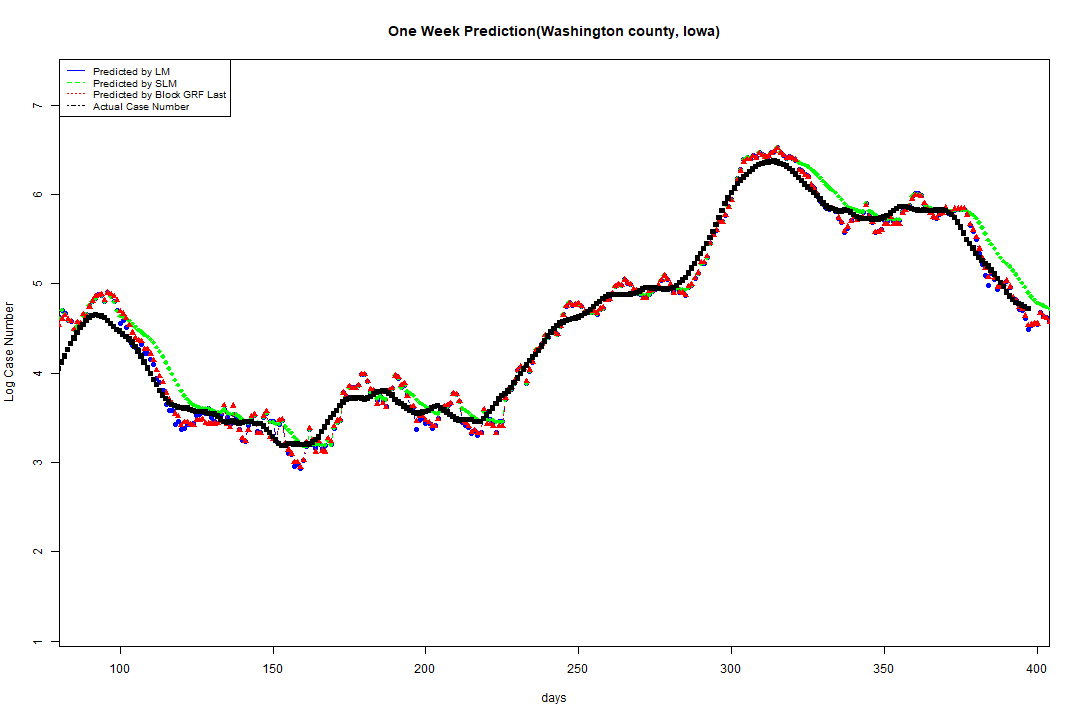 One Week Prediction(Washington county, Iowa)
Predicted by LM
Predicted by SLM
Predicted by Block GRF Last
Actual Case Number
7
6
5
4
3
2
1
Log Case Number
100 150 200 250 300 350 400
days